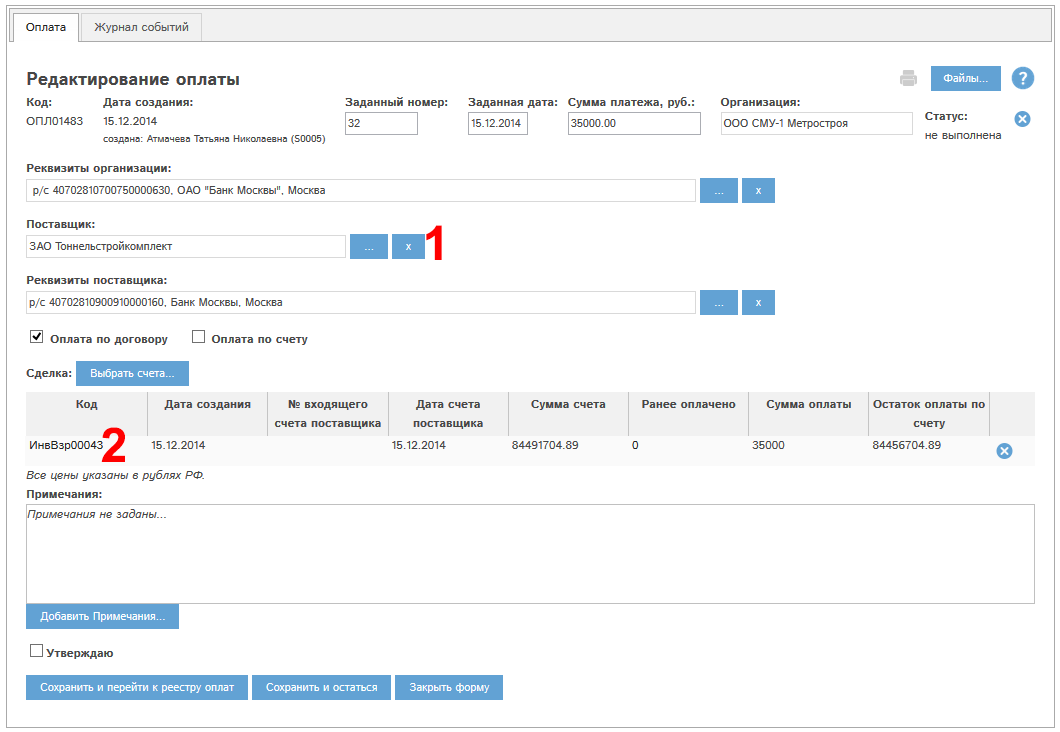 Оплата Журнал событий
Редактирование оплаты Файлы... ?
Код: Дата создания: Заданный номер: Заданная дата: Сумма платежа, руб.: Организация: Статус:
ОПЛ01483 15.12.2014 32 15.12.2014 35000.00 ООО СМУ-1 Метростроя не выполнена
создана: Атмачева Татьяна Николаевна (S0005)
Реквизиты организации:
р/с 40702810700750000630, ОАО "Банк Москвы", Москва ... x
Поставщик:
ЗАО Тоннельстройкомплект ... x 1
Реквизиты поставщика:
р/с 40702810900910000160, Банк Москвы, Москва ... x
Оплата по договору Оплата по счету
Сделка: Выбрать счета...
Код Дата создания № входящего Дата счета Сумма счета Ранее оплачено Сумма оплаты Остаток оплаты по
счета поставщика поставщика счету
ИнвВзр00043 2 15.12.2014 15.12.2014 84491704.89 0 35000 84456704.89
Все цены указаны в рублях РФ.
Примечания:
Примечания не заданы...
Добавить Примечания...
Утверждаю
Сохранить и перейти к реестру оплат Сохранить и остаться Закрыть форму